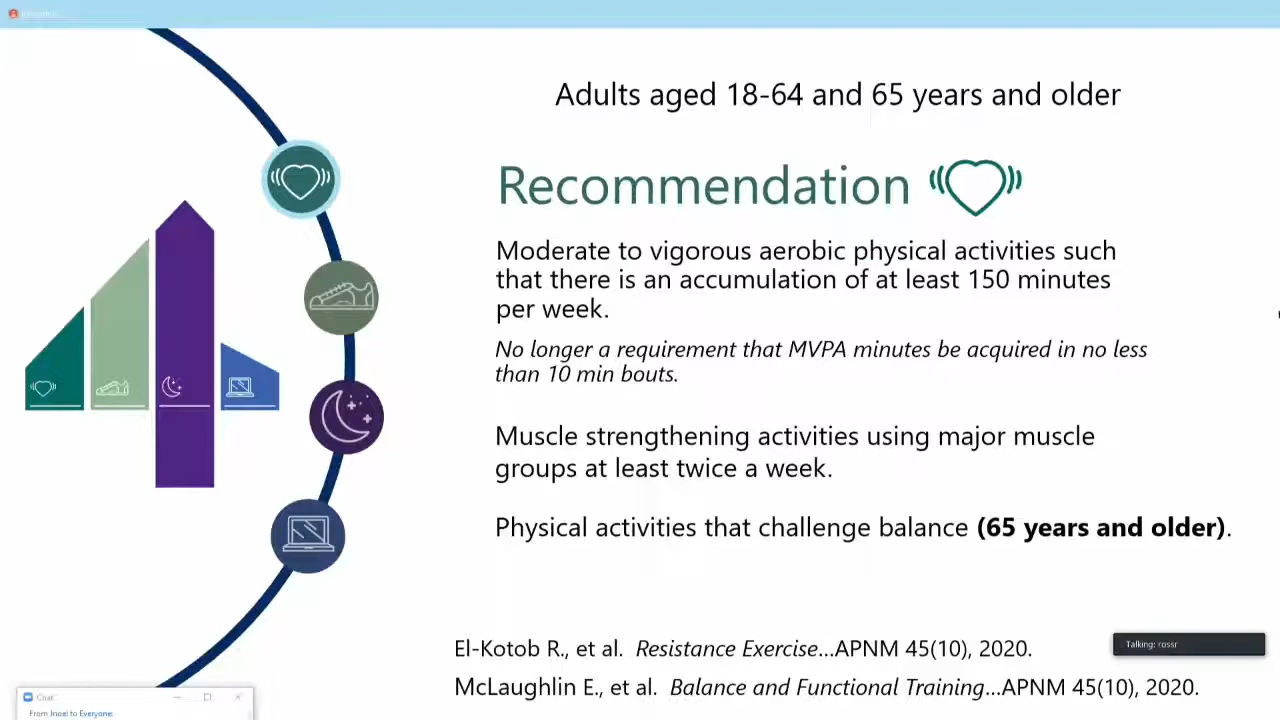 Adults aged 18-64 and 65 years and older
Recommendation
Moderate to vigorous aerobic physical activities such
that there is an accumulation of at least 150 minutes
per week.
No longer a requirement that MVPA minutes be acquired in no less
than 10 min bouts.
Muscle strengthening activities using major muscle
groups at least twice a week.
Physical activities that challenge balance (65 years and older).
El-Kotob R., et al. Resistance Exercise...APNM 45(10), 2020.
Talking: rossr
McLaughlin E., et al. Balance and Functional Training...APNM 45(10), 2020.
Chat
From Jnoel to Everyone: